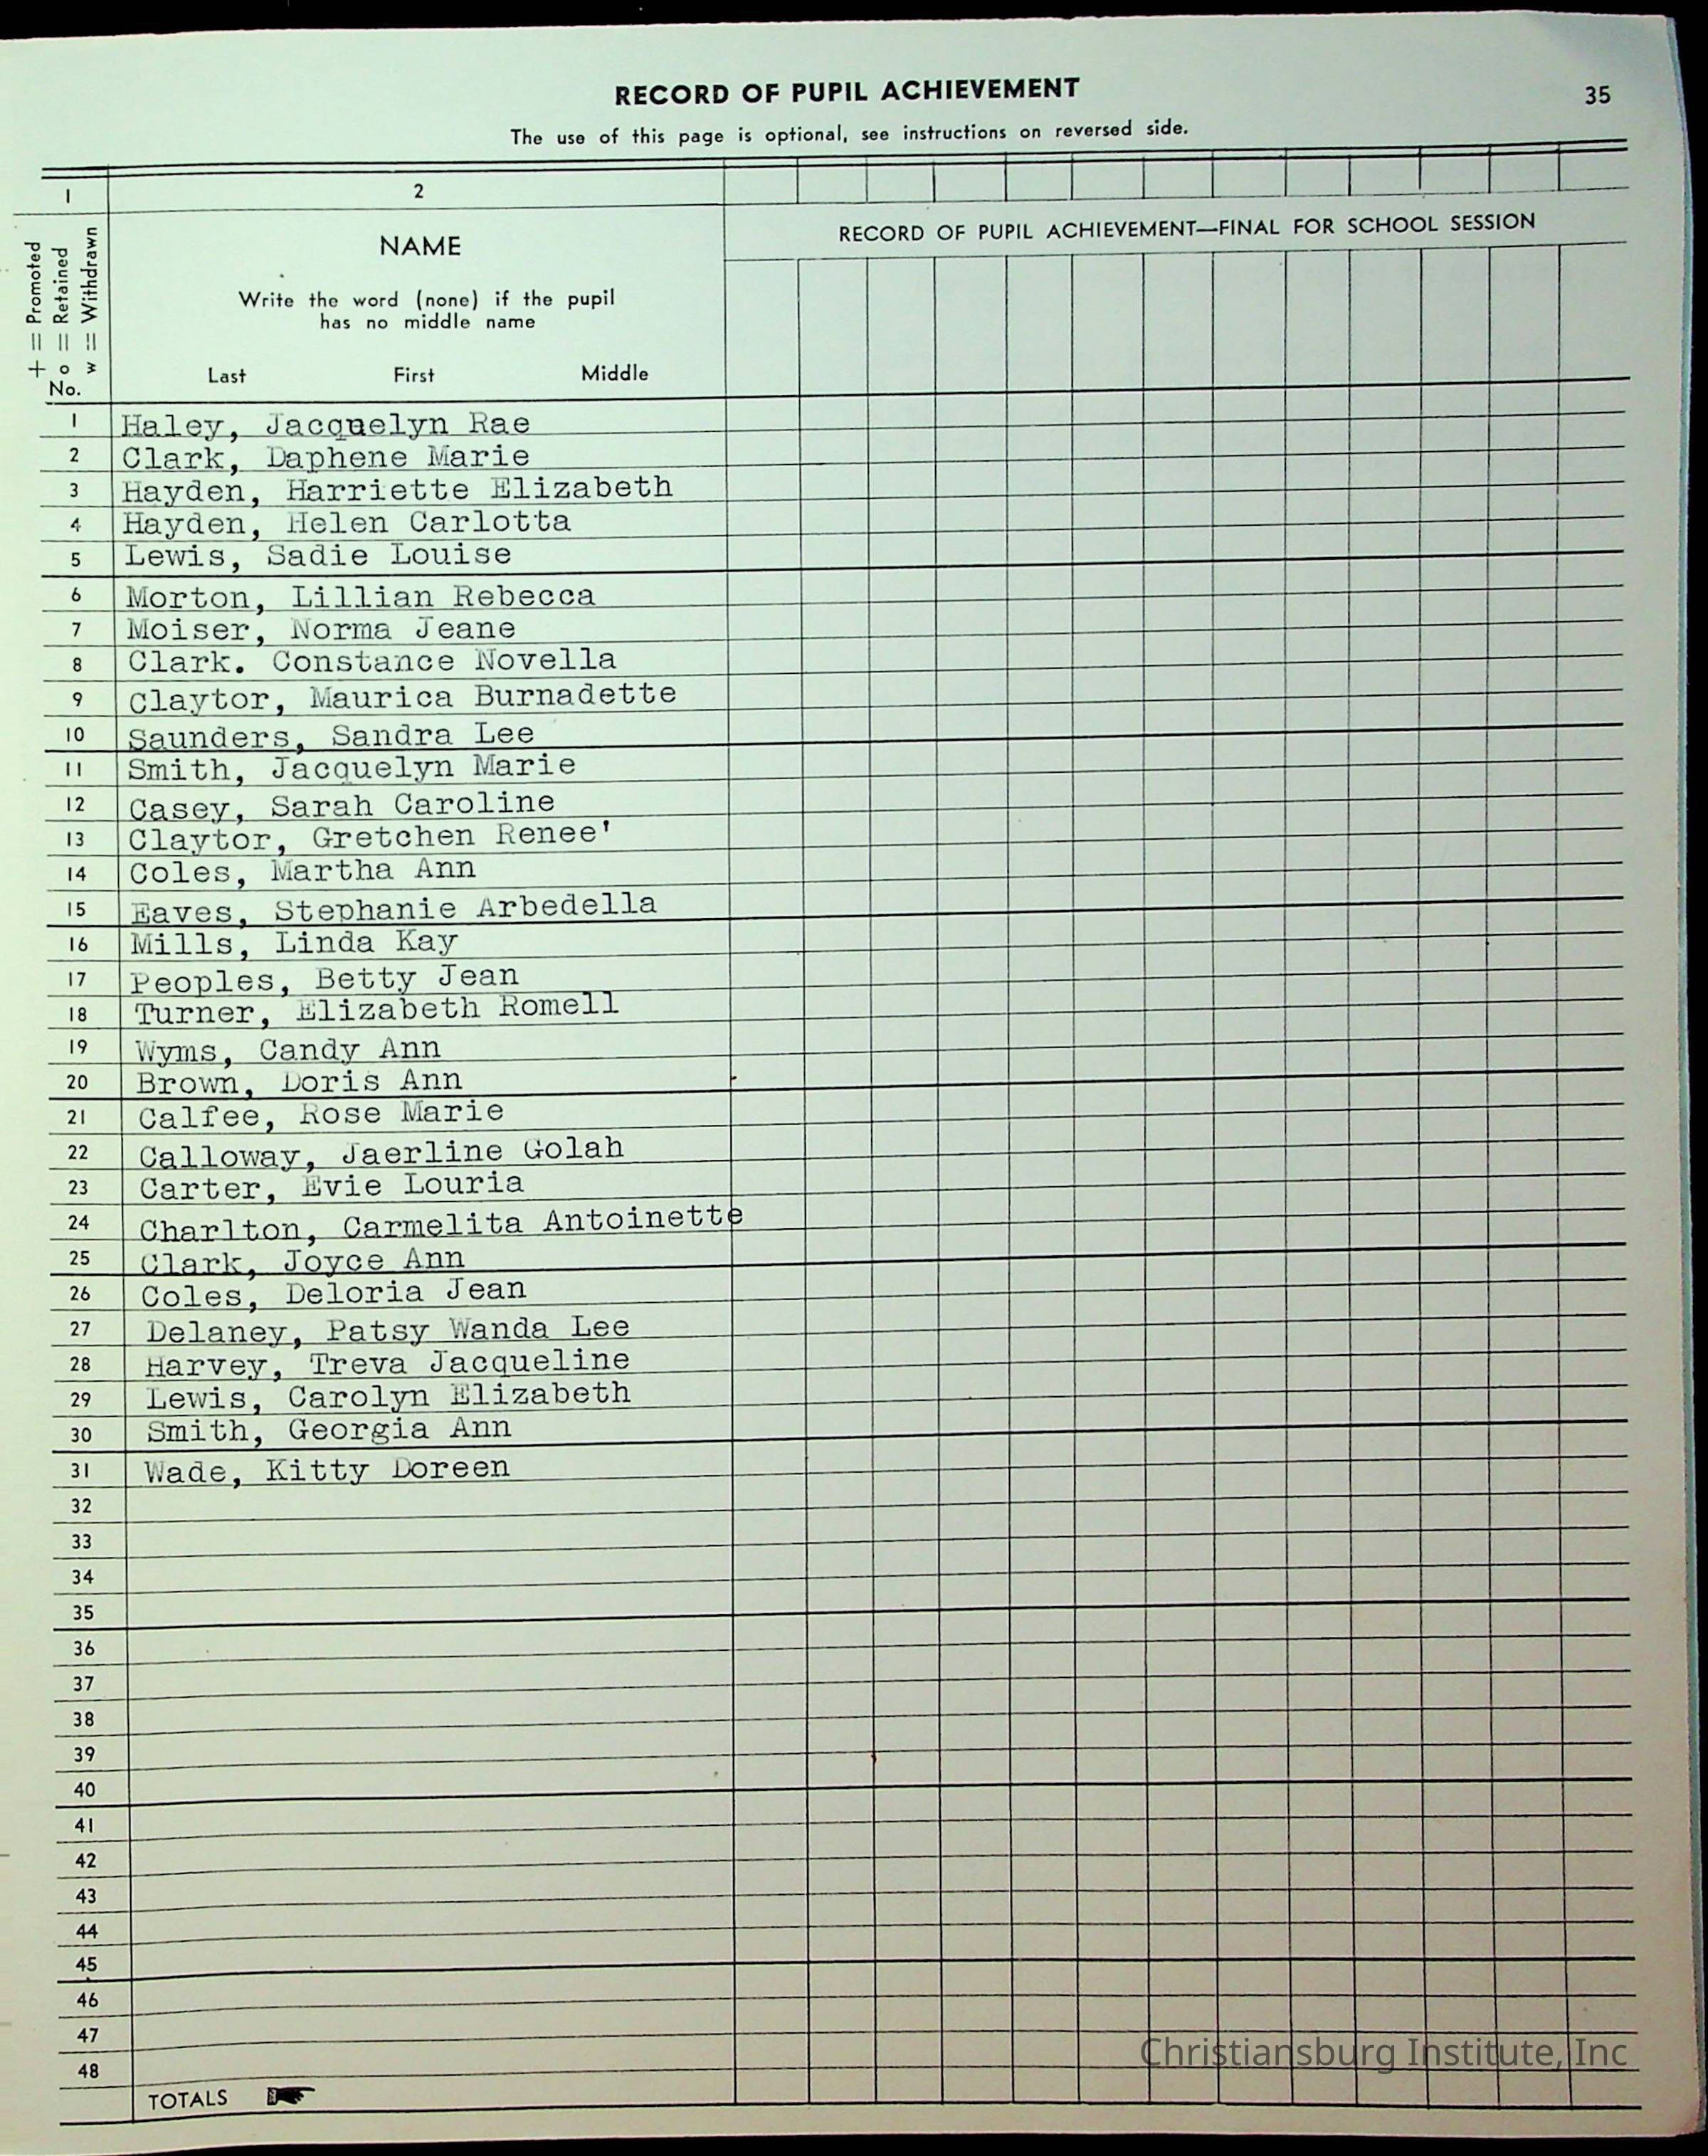 RECORD OF PUPIL ACHIEVEMENT
35
The use of this page is optional, see instructions on reversed side.
1
2
+ = Promoted
o = Retained
w = Withdrawn
No.
NAME
Write the word (none) if the pupil
has no middle name
Last First Middle
RECORD OF PUPIL ACHIEVEMENT—FINAL FOR SCHOOL SESSION
1 Haley, Jacquelyn Rae
2 Clark, Daphene Marie
3 Hayden, Harriette Elizabeth
4 Hayden, Helen Carlotta
5 Lewis, Sadie Louise
6 Morton, Lillian Rebecca
7 Moiser, Norma Jeane
8 Clark. Constance Novella
9 Claytor, Maurica Burnadette
10 Saunders, Sandra Lee
11 Smith, Jacquelyn Marie
12 Casey, Sarah Caroline
13 Claytor, Gretchen Renee'
14 Coles, Martha Ann
15 Eaves, Stephanie Arbedella
16 Mills, Linda Kay
17 Peoples, Betty Jean
18 Turner, Elizabeth Romell
19 Wyms, Candy Ann
20 Brown, Doris Ann
21 Calfee, Rose Marie
22 Calloway, Jaerline Golah
23 Carter, Evie Louria
24 Charlton, Carmelita Antoinette
25 Clark, Joyce Ann
26 Coles, Deloria Jean
27 Delaney, Patsy Wanda Lee
28 Harvey, Treva Jacqueline
29 Lewis, Carolyn Elizabeth
30 Smith, Georgia Ann
31 Wade, Kitty Doreen
32
33
34
35
36
37
38
39
40
41
42
43
44
45
46
47
48
TOTALS
Christiansburg Institute, Inc